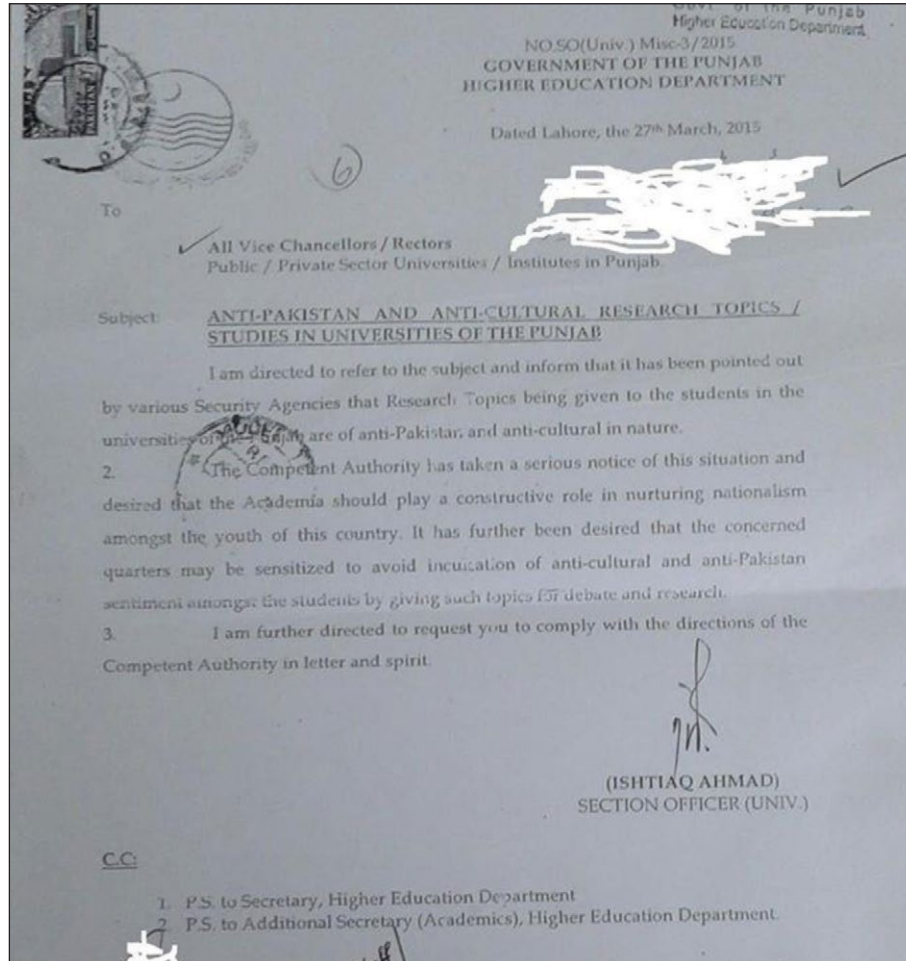 Govt of the Punjab
Higher Education Department
NO.SO(Univ.) Misc-3/2015
GOVERNMENT OF THE PUNJAB
HIGHER EDUCATION DEPARTMENT
Dated Lahore, the 27th March, 2015
6
To
All Vice Chancellors / Rectors
Public / Private Sector Universities / Institutes in Punjab.
Subject: ANTI-PAKISTAN AND ANTI-CULTURAL RESEARCH TOPICS /
STUDIES IN UNIVERSITIES OF THE PUNJAB
I am directed to refer to the subject and inform that it has been pointed out
by various Security Agencies that Research Topics being given to the students in the
universities of the Punjab are of anti-Pakistan and anti-cultural in nature.
2. The Competent Authority has taken a serious notice of this situation and
desired that the Academia should play a constructive role in nurturing nationalism
amongst the youth of this country. It has further been desired that the concerned
quarters may be sensitized to avoid inculcation of anti-cultural and anti-Pakistan
sentiment amongst the students by giving such topics for debate and research.
3. I am further directed to request you to comply with the directions of the
Competent Authority in letter and spirit.
(ISHTIAQ AHMAD)
SECTION OFFICER (UNIV.)
C.C:
1. P.S. to Secretary, Higher Education Department
2. P.S. to Additional Secretary (Academics), Higher Education Department.